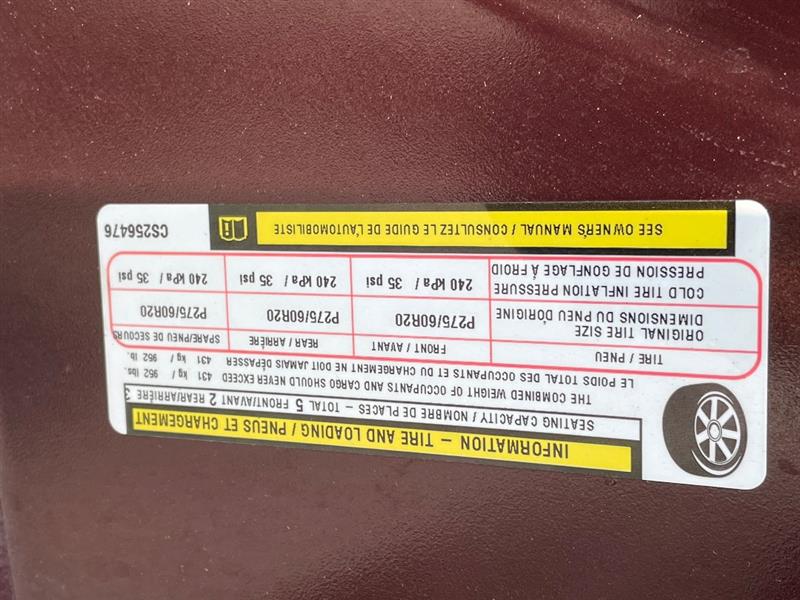 INFORMATION – TIRE AND LOADING / PNEUS ET CHARGEMENT
SEATING CAPACITY / NOMBRE DE PLACES – TOTAL 5 FRONT/AVANT 2 REAR/ARRIÈRE 3
THE COMBINED WEIGHT OF OCCUPANTS AND CARGO SHOULD NEVER EXCEED 431 kg / 952 lbs.
LE POIDS TOTAL DES OCCUPANTS ET DU CHARGEMENT NE DOIT JAMAIS DÉPASSER 431 kg / 952 lb.
TIRE / PNEU FRONT / AVANT REAR / ARRIÈRE SPARE/PNEU DE SECOURS
ORIGINAL TIRE SIZE
DIMENSIONS DU PNEU D'ORIGINE P275/60R20 P275/60R20 P275/60R20
COLD TIRE INFLATION PRESSURE
PRESSION DE GONFLAGE À FROID 240 kPa / 35 psi 240 kPa / 35 psi 240 kPa / 35 psi
SEE OWNER'S MANUAL / CONSULTEZ LE GUIDE DE L'AUTOMOBILISTE
CS256476